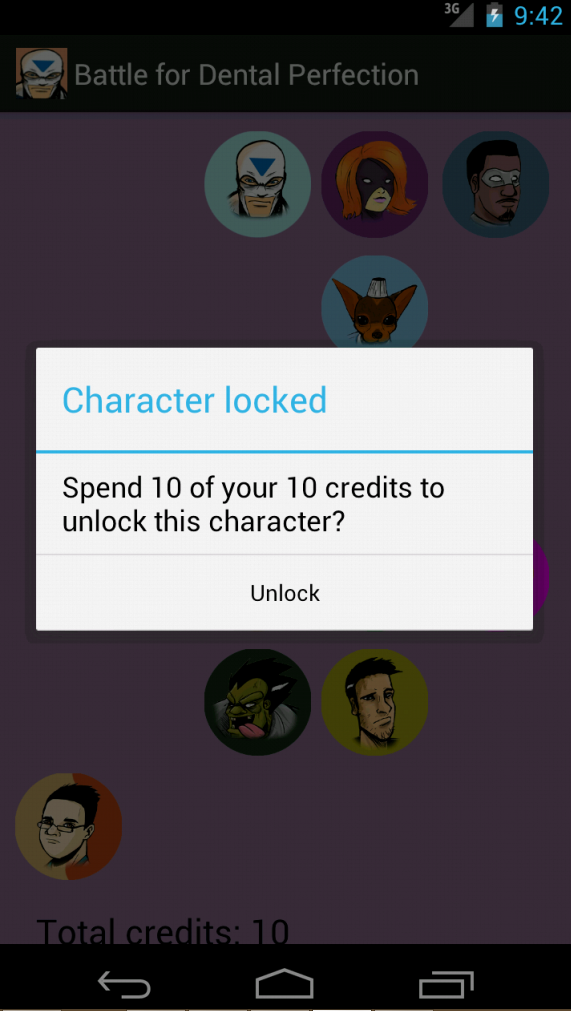 3G 9:42
Battle for Dental Perfection
Character locked
Spend 10 of your 10 credits to
unlock this character?
Unlock
Total credits: 10